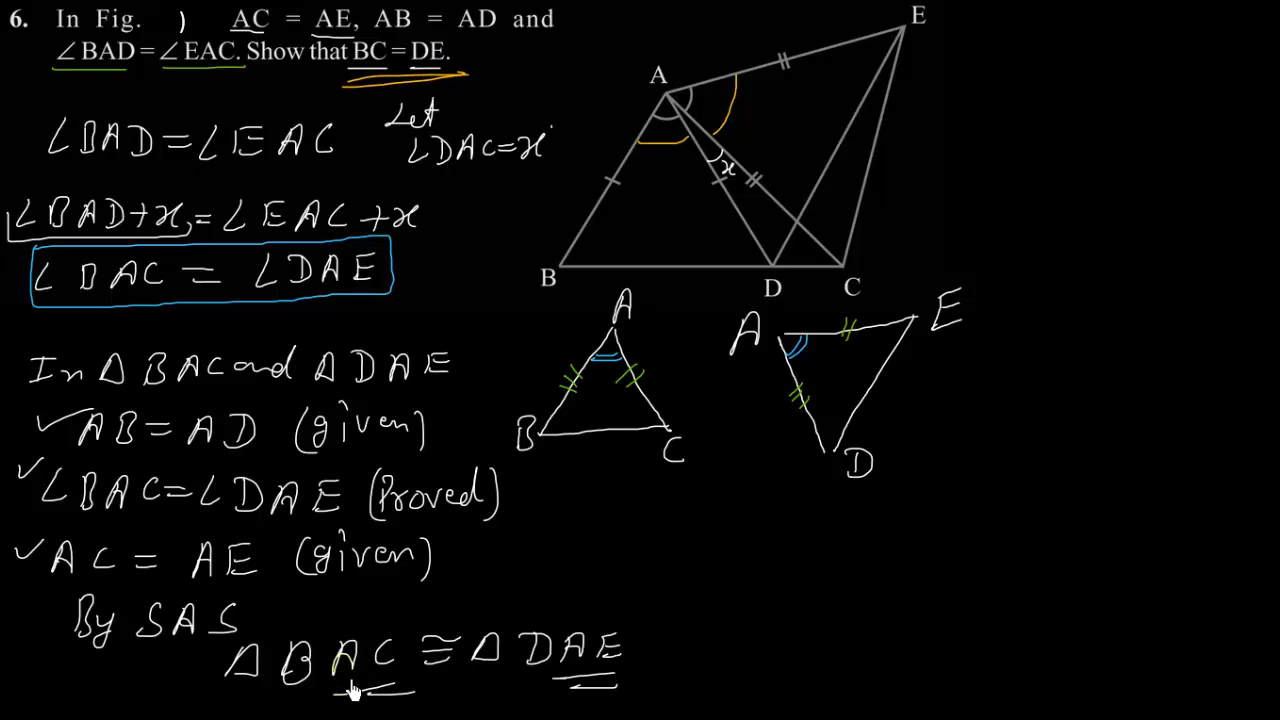 6. In Fig. ) AC = AE, AB = AD and
∠ BAD = ∠ EAC. Show that BC = DE.
∠BAD = ∠EAC
Let
∠DAC = x
∠BAD + x = ∠EAC + x
∠BAC = ∠DAE
In Δ BAC and Δ DAE
AB = AD (given)
∠BAC = ∠DAE (Proved)
AC = AE (given)
By SAS
Δ BAC ≅ Δ DAE
E
A
x
B
D
C
A
B
C
A
E
D